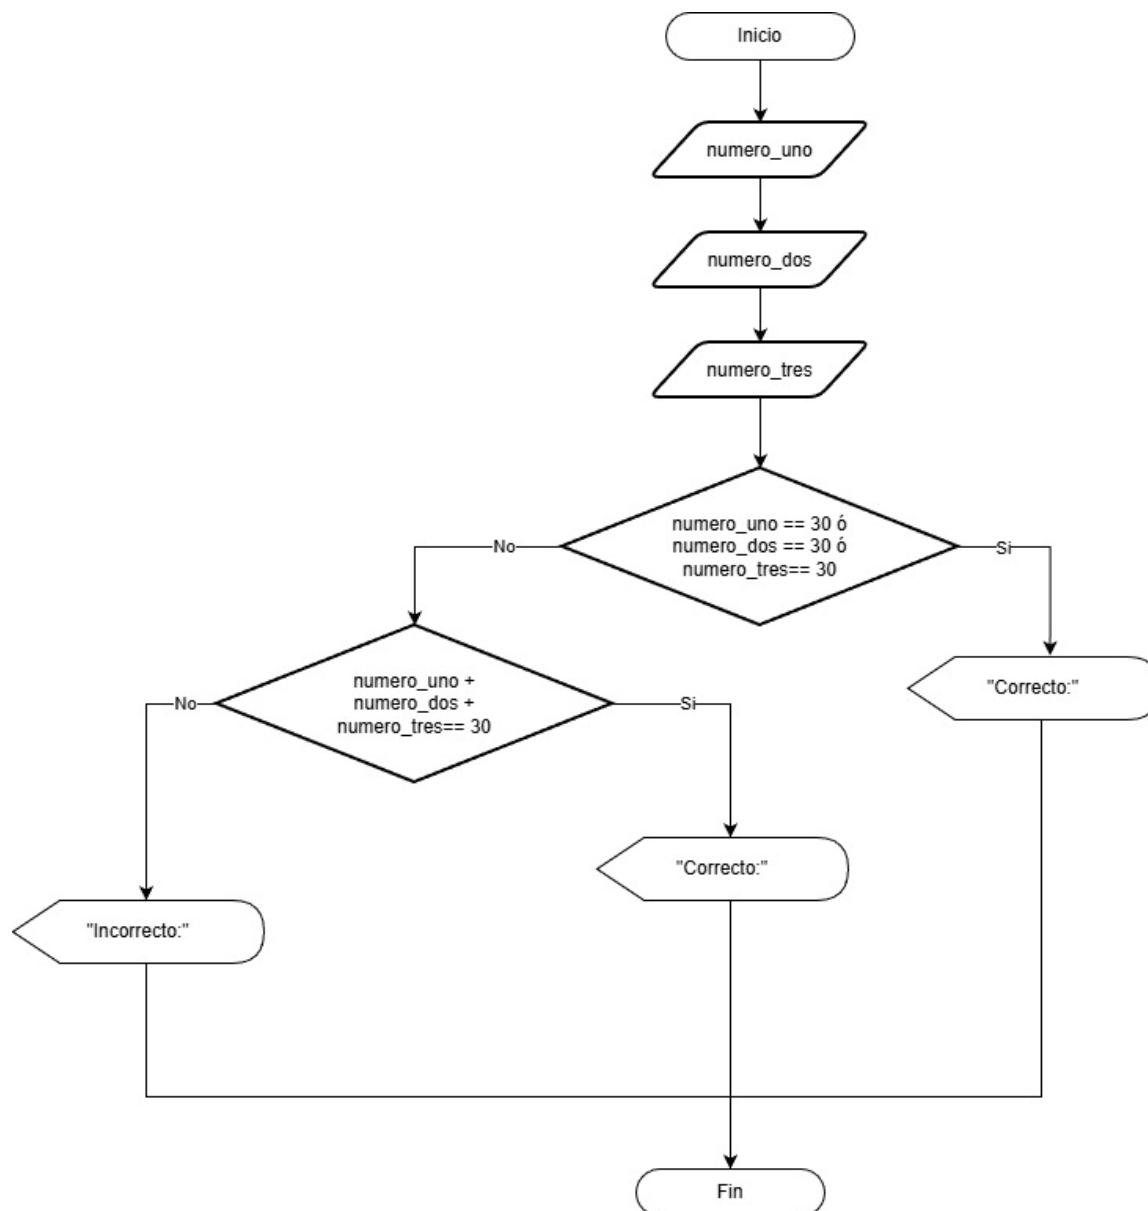 Inicio
numero_uno
numero_dos
numero_tres
numero_uno == 30 ó
numero_dos == 30 ó
numero_tres== 30
No
Si
numero_uno +
numero_dos +
numero_tres== 30
No
Si
"Correcto:"
"Correcto:"
"Incorrecto:"
Fin